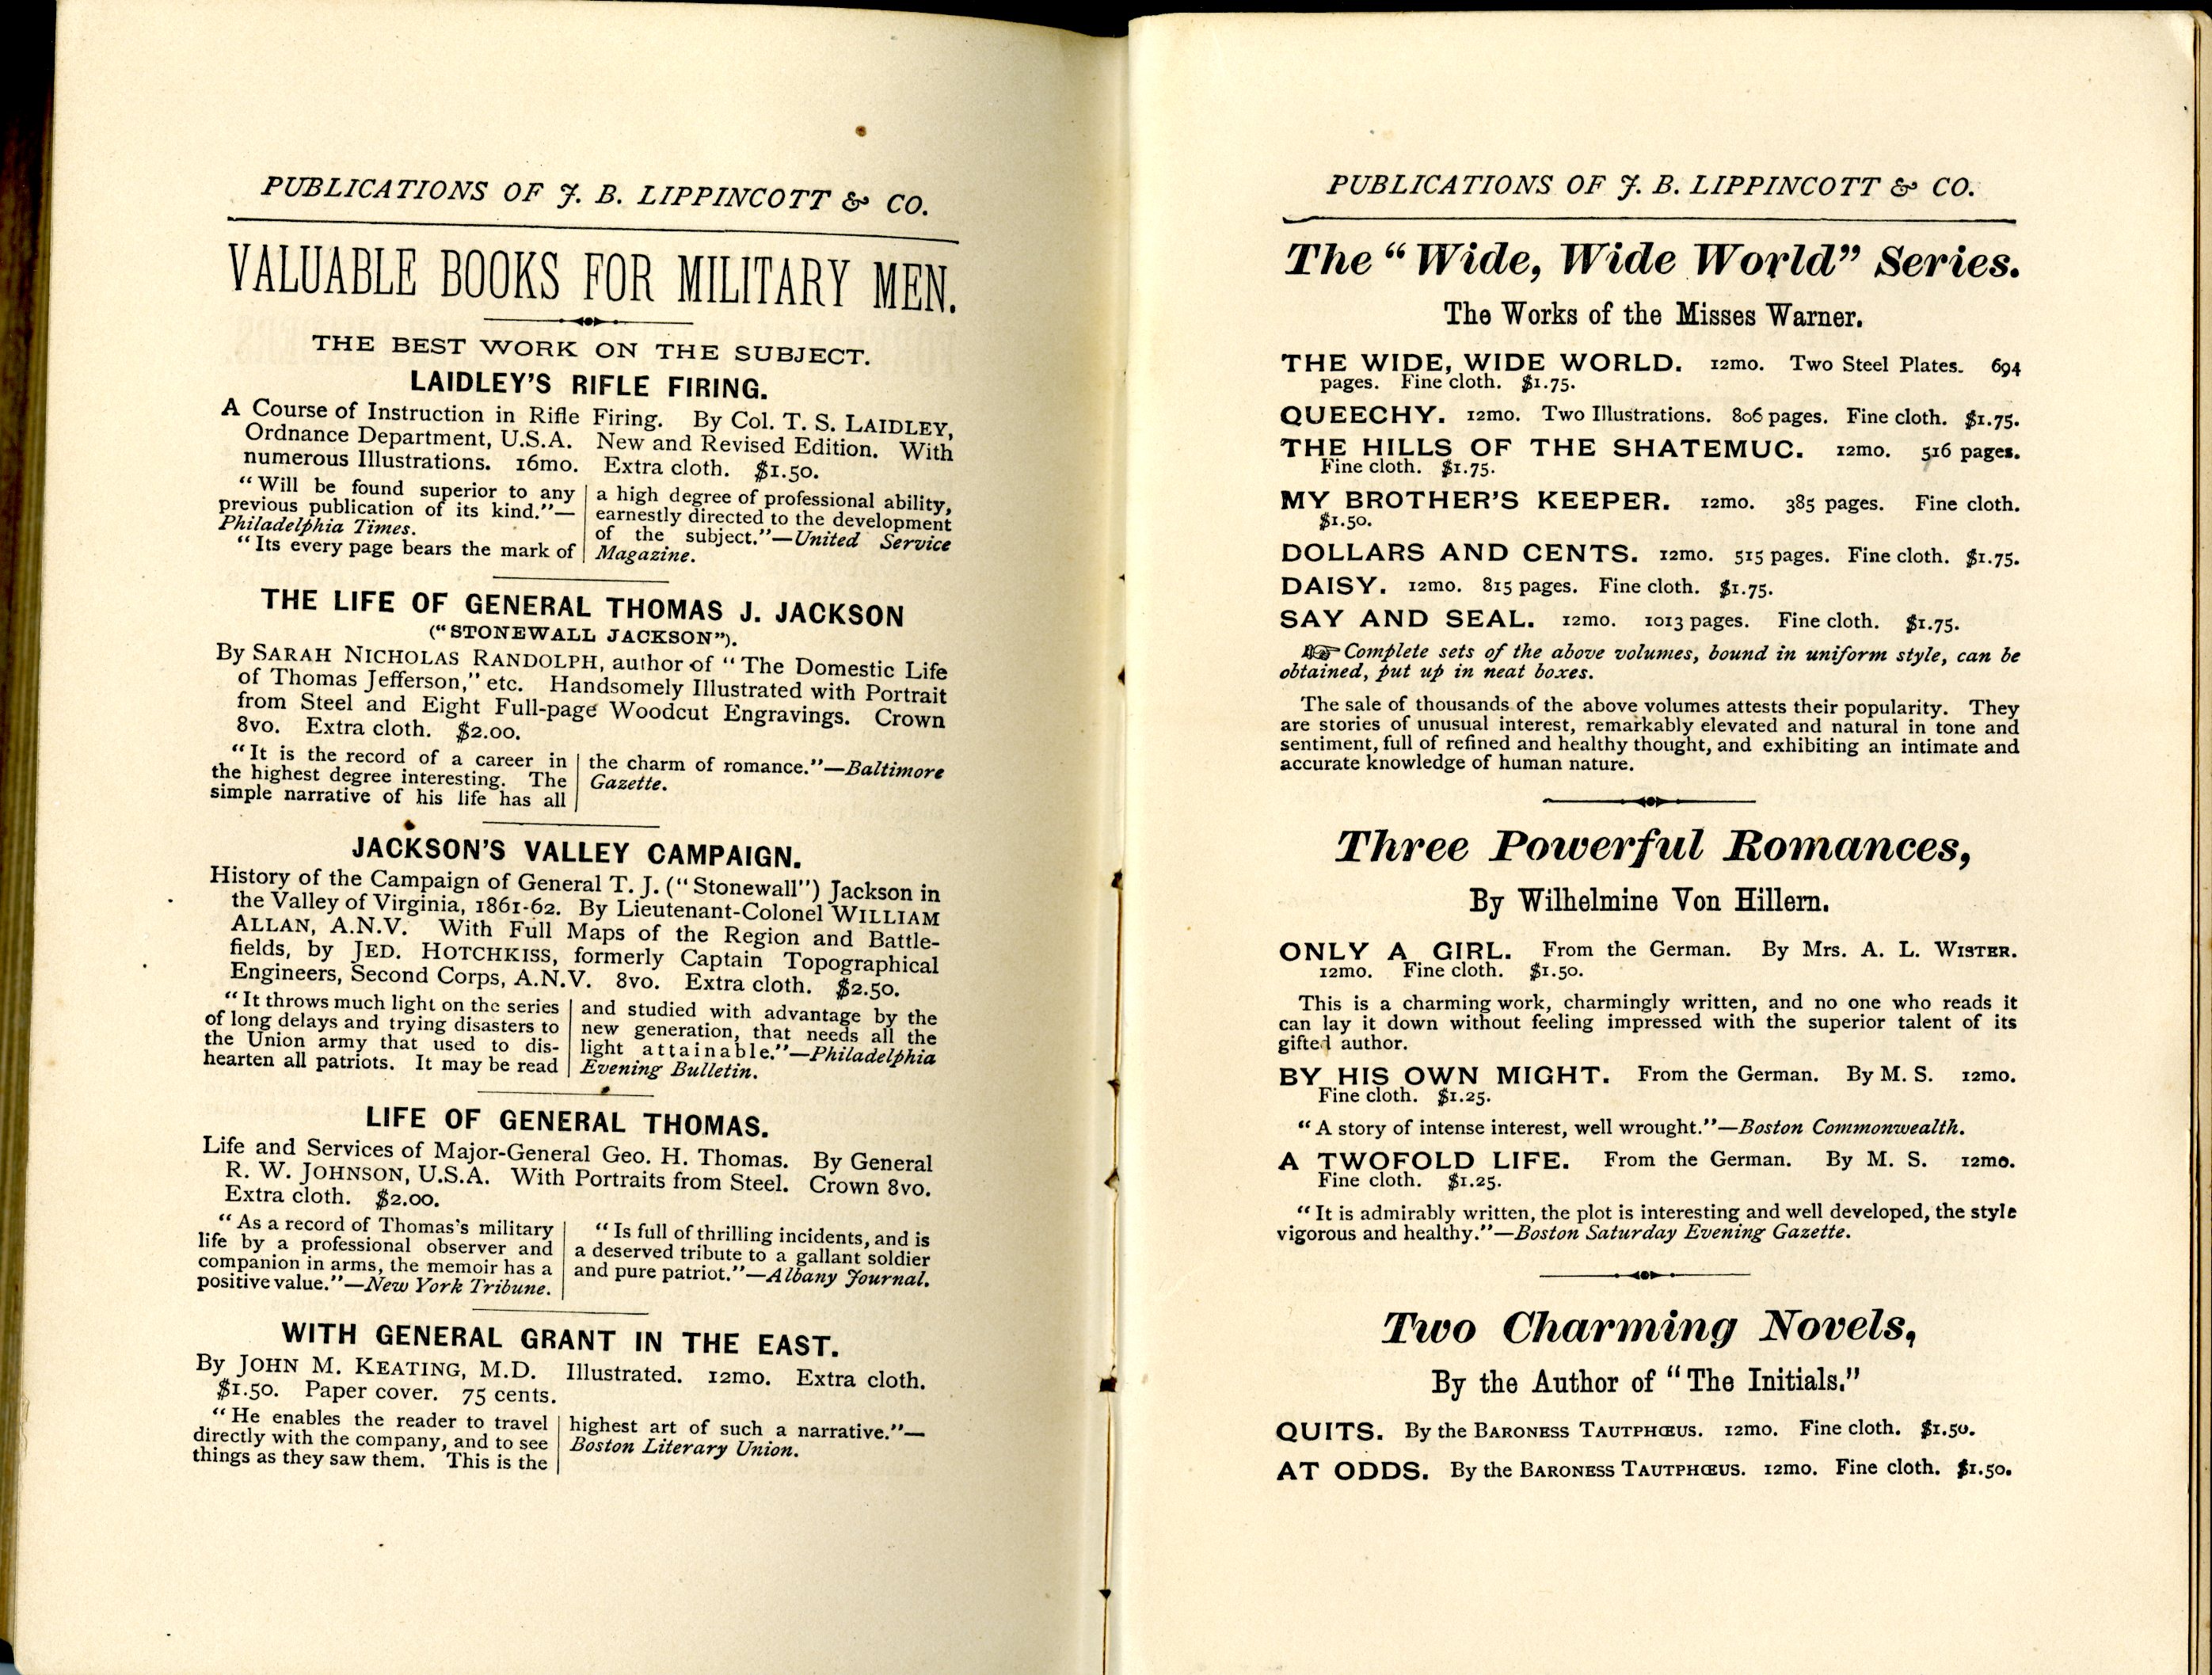 PUBLICATIONS OF J. B. LIPPINCOTT & CO.
VALUABLE BOOKS FOR MILITARY MEN.
THE BEST WORK ON THE SUBJECT.
LAIDLEY'S RIFLE FIRING.
A Course of Instruction in Rifle Firing. By Col. T. S. LAIDLEY,
Ordnance Department, U.S.A. New and Revised Edition. With
numerous Illustrations. 16mo. Extra cloth. $1.50.
"Will be found superior to any
previous publication of its kind."—
Philadelphia Times.
"Its every page bears the mark of
a high degree of professional ability,
earnestly directed to the development
of the subject."—United Service
Magazine.
THE LIFE OF GENERAL THOMAS J. JACKSON
("STONEWALL JACKSON").
By SARAH NICHOLAS RANDOLPH, author of "The Domestic Life
of Thomas Jefferson," etc. Handsomely Illustrated with Portrait
from Steel and Eight Full-page Woodcut Engravings. Crown
8vo. Extra cloth. $2.00.
"It is the record of a career in
the highest degree interesting. The
simple narrative of his life has all
the charm of romance."—Baltimore
Gazette.
JACKSON'S VALLEY CAMPAIGN.
History of the Campaign of General T. J. ("Stonewall") Jackson in
the Valley of Virginia, 1861-62. By Lieutenant-Colonel WILLIAM
ALLAN, A.N.V. With Full Maps of the Region and Battle-
fields, by JED. HOTCHKISS, formerly Captain Topographical
Engineers, Second Corps, A.N.V. 8vo. Extra cloth. $2.50.
"It throws much light on the series
of long delays and trying disasters to
the Union army that used to dis-
hearten all patriots. It may be read
and studied with advantage by the
new generation, that needs all the
light attainable."—Philadelphia
Evening Bulletin.
LIFE OF GENERAL THOMAS.
Life and Services of Major-General Geo. H. Thomas. By General
R. W. JOHNSON, U.S.A. With Portraits from Steel. Crown 8vo.
Extra cloth. $2.00.
"As a record of Thomas's military
life by a professional observer and
companion in arms, the memoir has a
positive value."—New York Tribune.
"Is full of thrilling incidents, and is
a deserved tribute to a gallant soldier
and pure patriot."—Albany Journal.
WITH GENERAL GRANT IN THE EAST.
By JOHN M. KEATING, M.D. Illustrated. 12mo. Extra cloth.
$1.50. Paper cover. 75 cents.
"He enables the reader to travel
directly with the company, and to see
things as they saw them. This is the
highest art of such a narrative."—
Boston Literary Union.
PUBLICATIONS OF J. B. LIPPINCOTT & CO.
The "Wide, Wide World" Series.
The Works of the Misses Warner.
THE WIDE, WIDE WORLD. 12mo. Two Steel Plates. 694
pages. Fine cloth. $1.75.
QUEECHY. 12mo. Two Illustrations. 806 pages. Fine cloth. $1.75.
THE HILLS OF THE SHATEMUC. 12mo. 516 pages.
Fine cloth. $1.75.
MY BROTHER'S KEEPER. 12mo. 385 pages. Fine cloth.
$1.50.
DOLLARS AND CENTS. 12mo. 515 pages. Fine cloth. $1.75.
DAISY. 12mo. 815 pages. Fine cloth. $1.75.
SAY AND SEAL. 12mo. 1013 pages. Fine cloth. $1.75.
☞ Complete sets of the above volumes, bound in uniform style, can be
obtained, put up in neat boxes.
The sale of thousands of the above volumes attests their popularity. They
are stories of unusual interest, remarkably elevated and natural in tone and
sentiment, full of refined and healthy thought, and exhibiting an intimate and
accurate knowledge of human nature.
Three Powerful Romances,
By Wilhelmine Von Hillern.
ONLY A GIRL. From the German. By Mrs. A. L. WISTER.
12mo. Fine cloth. $1.50.
This is a charming work, charmingly written, and no one who reads it
can lay it down without feeling impressed with the superior talent of its
gifted author.
BY HIS OWN MIGHT. From the German. By M. S. 12mo.
Fine cloth. $1.25.
"A story of intense interest, well wrought."—Boston Commonwealth.
A TWOFOLD LIFE. From the German. By M. S. 12mo.
Fine cloth. $1.25.
"It is admirably written, the plot is interesting and well developed, the style
vigorous and healthy."—Boston Saturday Evening Gazette.
Two Charming Novels,
By the Author of "The Initials."
QUITS. By the BARONESS TAUTPHŒUS. 12mo. Fine cloth. $1.50.
AT ODDS. By the BARONESS TAUTPHŒUS. 12mo. Fine cloth. $1.50.